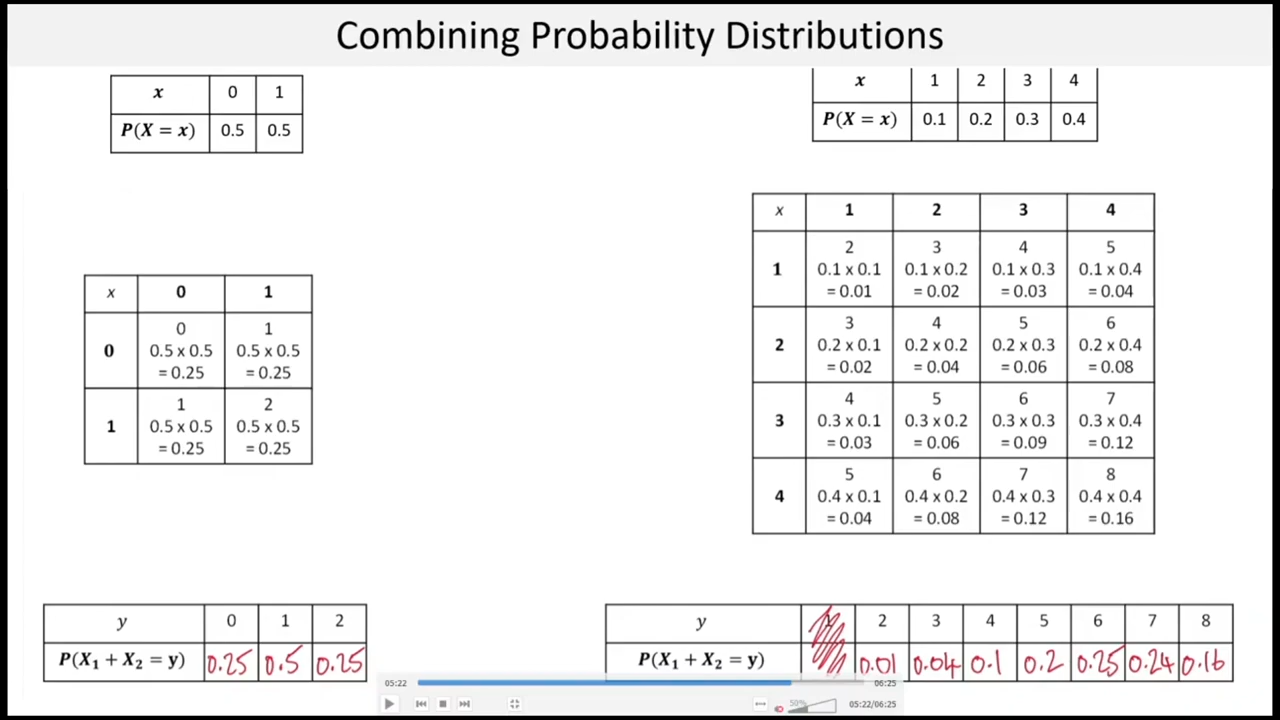 Combining Probability Distributions
x 0 1
P(X = x) 0.5 0.5
x 1 2 3 4
P(X = x) 0.1 0.2 0.3 0.4
x 0 1
0 1
0 0.5 x 0.5 0.5 x 0.5
= 0.25 = 0.25
1 2
1 0.5 x 0.5 0.5 x 0.5
= 0.25 = 0.25
x 1 2 3 4
2 3 4 5
1 0.1 x 0.1 0.1 x 0.2 0.1 x 0.3 0.1 x 0.4
= 0.01 = 0.02 = 0.03 = 0.04
3 4 5 6
2 0.2 x 0.1 0.2 x 0.2 0.2 x 0.3 0.2 x 0.4
= 0.02 = 0.04 = 0.06 = 0.08
4 5 6 7
3 0.3 x 0.1 0.3 x 0.2 0.3 x 0.3 0.3 x 0.4
= 0.03 = 0.06 = 0.09 = 0.12
5 6 7 8
4 0.4 x 0.1 0.4 x 0.2 0.4 x 0.3 0.4 x 0.4
= 0.04 = 0.08 = 0.12 = 0.16
y 0 1 2
P(X₁ + X₂ = y) 0.25 0.5 0.25
y 2 3 4 5 6 7 8
P(X₁ + X₂ = y) 0.01 0.04 0.1 0.2 0.25 0.24 0.16
05:22 06:25
50% 05:22/06:25